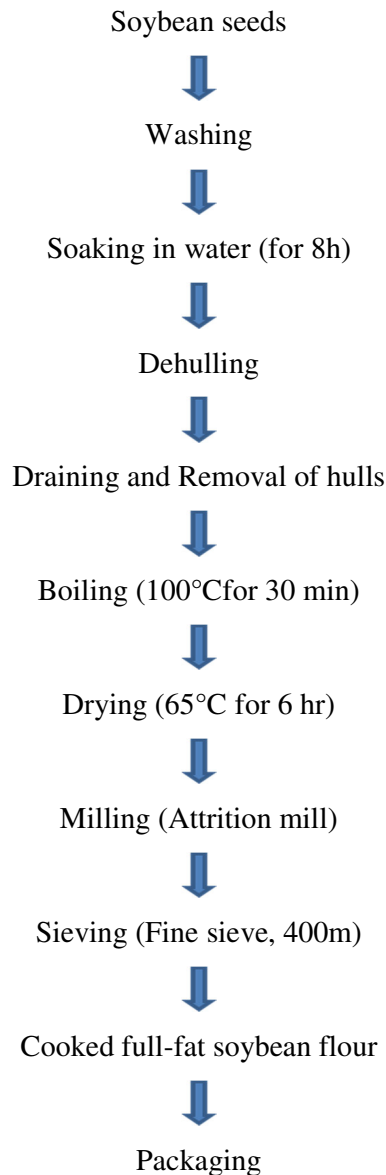 Soybean seeds
Washing
Soaking in water (for 8h)
Dehulling
Draining and Removal of hulls
Boiling (100°Cfor 30 min)
Drying (65°C for 6 hr)
Milling (Attrition mill)
Sieving (Fine sieve, 400m)
Cooked full-fat soybean flour
Packaging